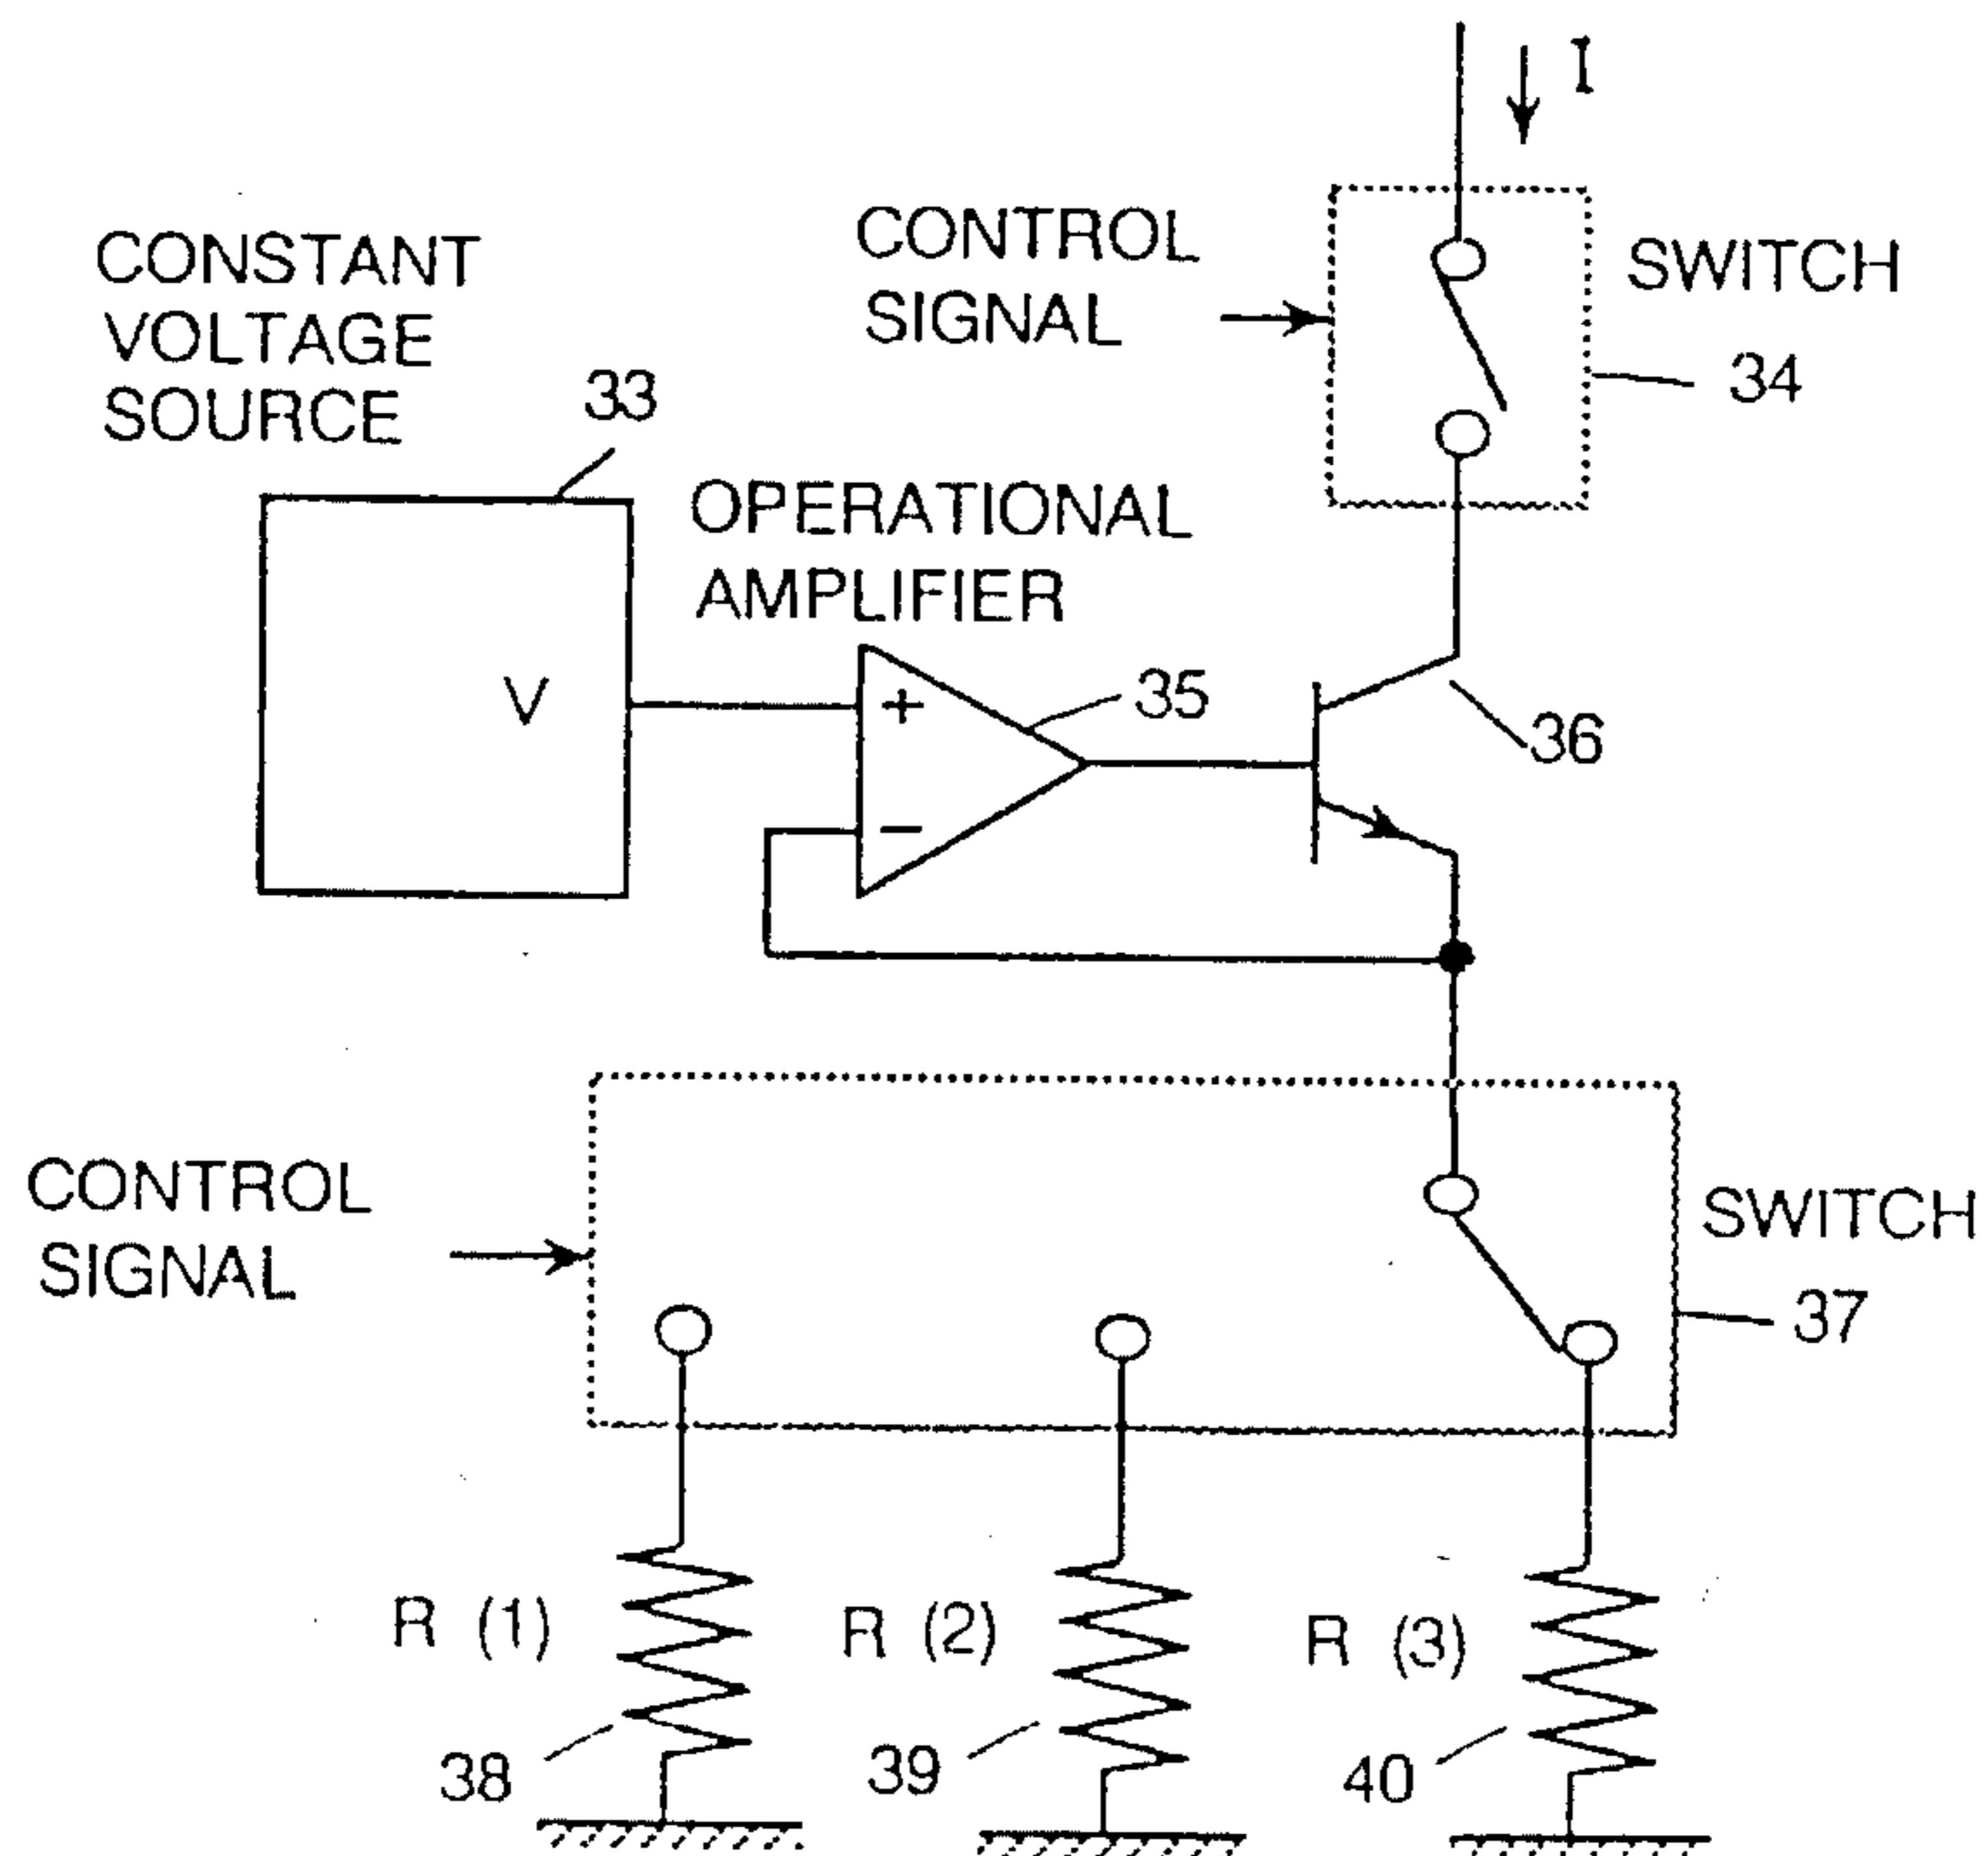 I
CONTROL
SIGNAL
SWITCH
34
CONSTANT
VOLTAGE
SOURCE
33
OPERATIONAL
AMPLIFIER
V
+
−
35
36
CONTROL
SIGNAL
SWITCH
37
R (1)
R (2)
R (3)
38
39
40